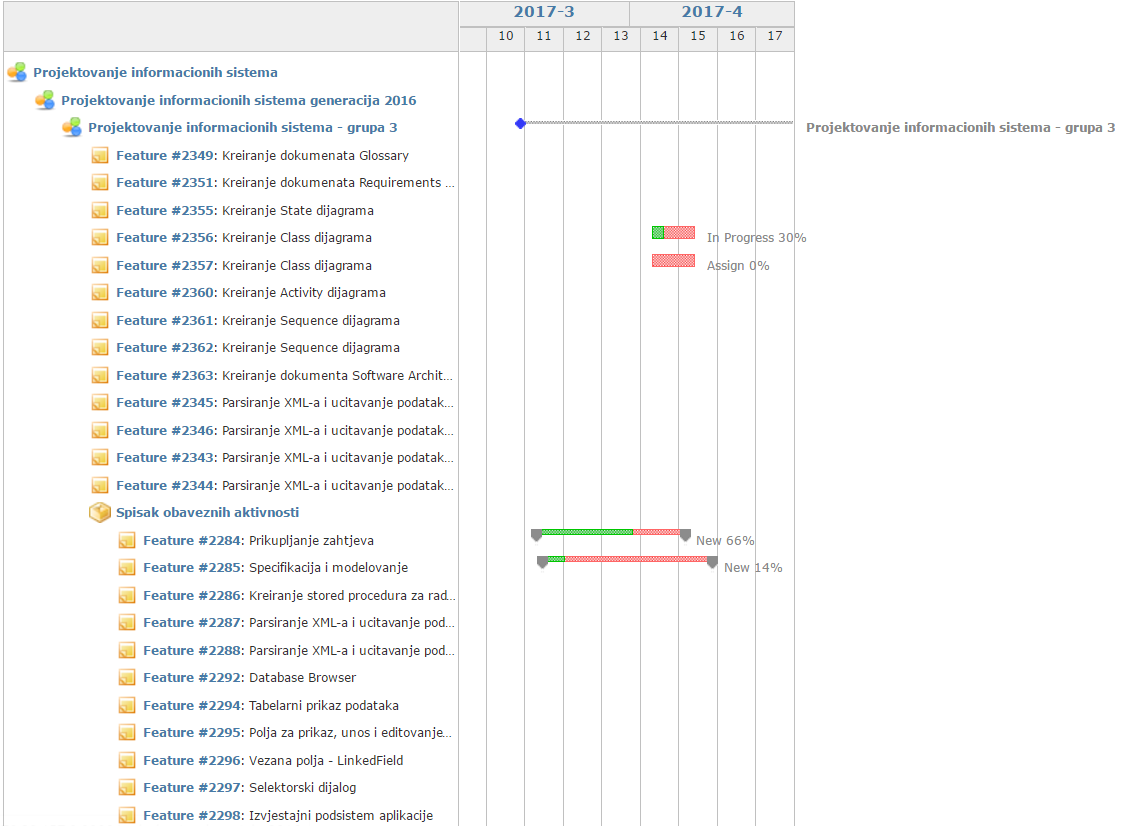 2017-3 2017-4
10 11 12 13 14 15 16 17
Projektovanje informacionih sistema
Projektovanje informacionih sistema generacija 2016
Projektovanje informacionih sistema - grupa 3 Projektovanje informacionih sistema - grupa 3
Feature #2349: Kreiranje dokumenata Glossary
Feature #2351: Kreiranje dokumenata Requirements ...
Feature #2355: Kreiranje State dijagrama
Feature #2356: Kreiranje Class dijagrama In Progress 30%
Feature #2357: Kreiranje Class dijagrama Assign 0%
Feature #2360: Kreiranje Activity dijagrama
Feature #2361: Kreiranje Sequence dijagrama
Feature #2362: Kreiranje Sequence dijagrama
Feature #2363: Kreiranje dokumenta Software Archit...
Feature #2345: Parsiranje XML-a i ucitavanje podatak...
Feature #2346: Parsiranje XML-a i ucitavanje podatak...
Feature #2343: Parsiranje XML-a i ucitavanje podatak...
Feature #2344: Parsiranje XML-a i ucitavanje podatak...
Spisak obaveznih aktivnosti
Feature #2284: Prikupljanje zahtjeva New 66%
Feature #2285: Specifikacija i modelovanje New 14%
Feature #2286: Kreiranje stored procedura za rad...
Feature #2287: Parsiranje XML-a i ucitavanje pod...
Feature #2288: Parsiranje XML-a i ucitavanje pod...
Feature #2292: Database Browser
Feature #2294: Tabelarni prikaz podataka
Feature #2295: Polja za prikaz, unos i editovanje...
Feature #2296: Vezana polja - LinkedField
Feature #2297: Selektorski dijalog
Feature #2298: Izvjestajni podsistem aplikacije